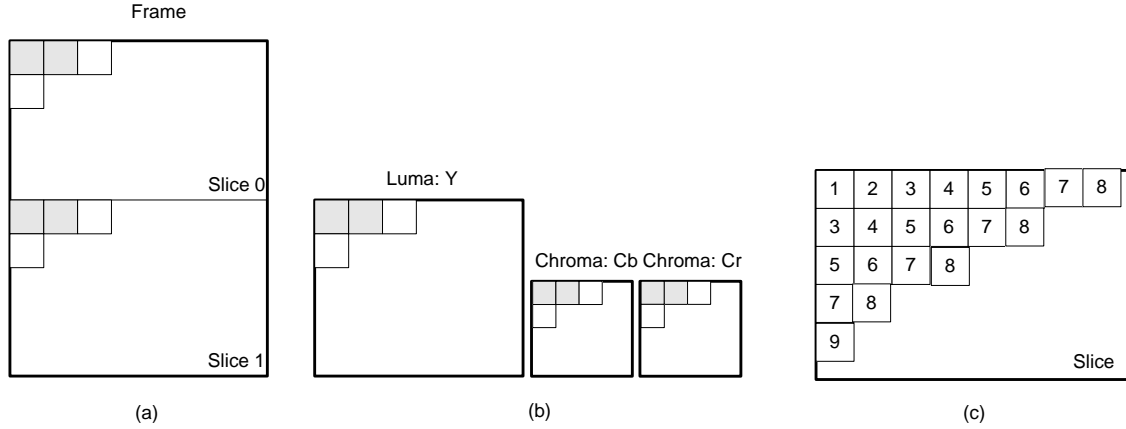 Frame
Slice 0
Slice 1
(a)
Luma: Y
Chroma: Cb Chroma: Cr
(b)
1 2 3 4 5 6 7 8
3 4 5 6 7 8
5 6 7 8
7 8
9
Slice
(c)